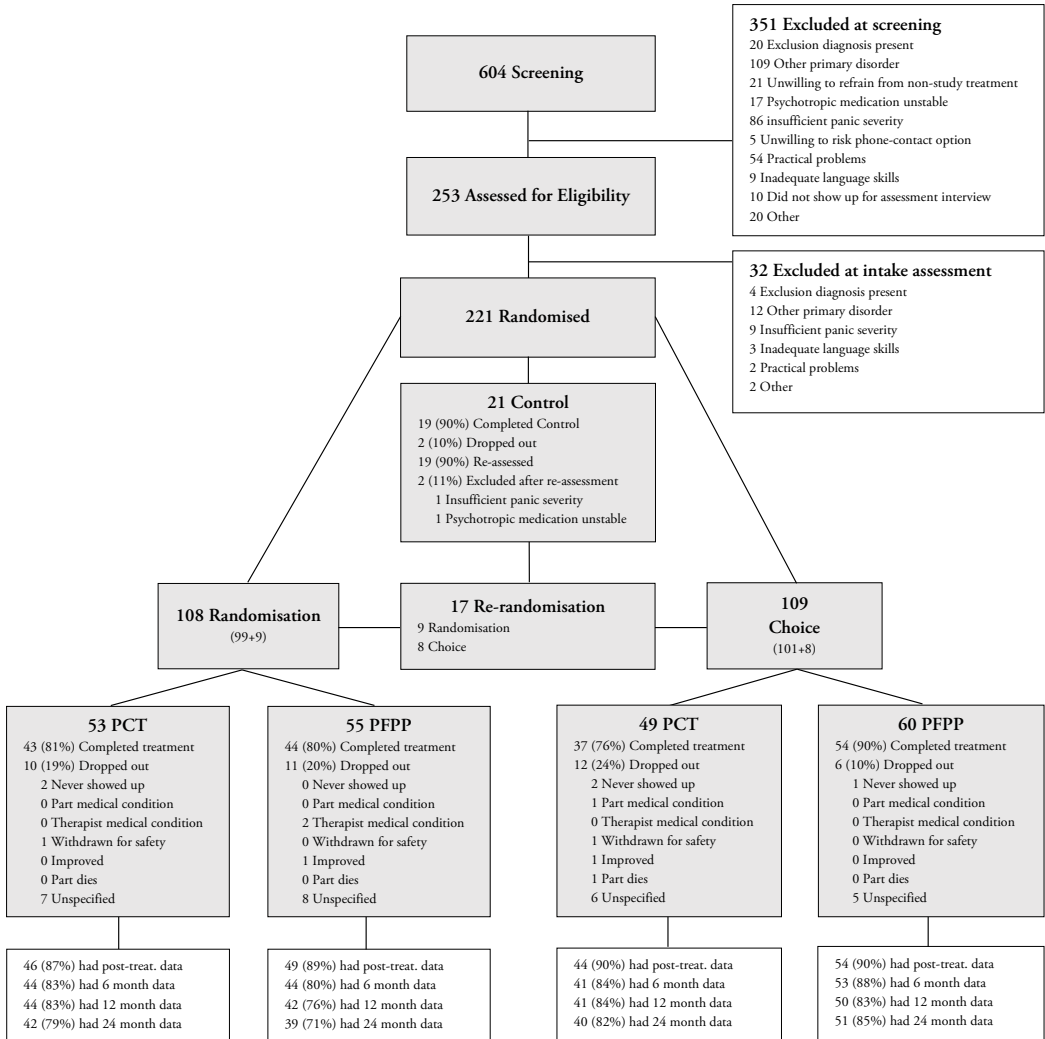 604 Screening
351 Excluded at screening
20 Exclusion diagnosis present
109 Other primary disorder
21 Unwilling to refrain from non-study treatment
17 Psychotropic medication unstable
86 insufficient panic severity
5 Unwilling to risk phone-contact option
54 Practical problems
9 Inadequate language skills
10 Did not show up for assessment interview
20 Other
253 Assessed for Eligibility
32 Excluded at intake assessment
4 Exclusion diagnosis present
12 Other primary disorder
9 Insufficient panic severity
3 Inadequate language skills
2 Practical problems
2 Other
221 Randomised
21 Control
19 (90%) Completed Control
2 (10%) Dropped out
19 (90%) Re-assessed
2 (11%) Excluded after re-assessment
1 Insufficient panic severity
1 Psychotropic medication unstable
108 Randomisation
(99+9)
17 Re-randomisation
9 Randomisation
8 Choice
109
Choice
(101+8)
53 PCT
43 (81%) Completed treatment
10 (19%) Dropped out
2 Never showed up
0 Part medical condition
0 Therapist medical condition
1 Withdrawn for safety
0 Improved
0 Part dies
7 Unspecified
55 PFPP
44 (80%) Completed treatment
11 (20%) Dropped out
0 Never showed up
0 Part medical condition
2 Therapist medical condition
0 Withdrawn for safety
1 Improved
0 Part dies
8 Unspecified
49 PCT
37 (76%) Completed treatment
12 (24%) Dropped out
2 Never showed up
1 Part medical condition
0 Therapist medical condition
1 Withdrawn for safety
1 Improved
1 Part dies
6 Unspecified
60 PFPP
54 (90%) Completed treatment
6 (10%) Dropped out
1 Never showed up
0 Part medical condition
0 Therapist medical condition
0 Withdrawn for safety
0 Improved
0 Part dies
5 Unspecified
46 (87%) had post-treat. data
44 (83%) had 6 month data
44 (83%) had 12 month data
42 (79%) had 24 month data
49 (89%) had post-treat. data
44 (80%) had 6 month data
42 (76%) had 12 month data
39 (71%) had 24 month data
44 (90%) had post-treat. data
41 (84%) had 6 month data
41 (84%) had 12 month data
40 (82%) had 24 month data
54 (90%) had post-treat. data
53 (88%) had 6 month data
50 (83%) had 12 month data
51 (85%) had 24 month data